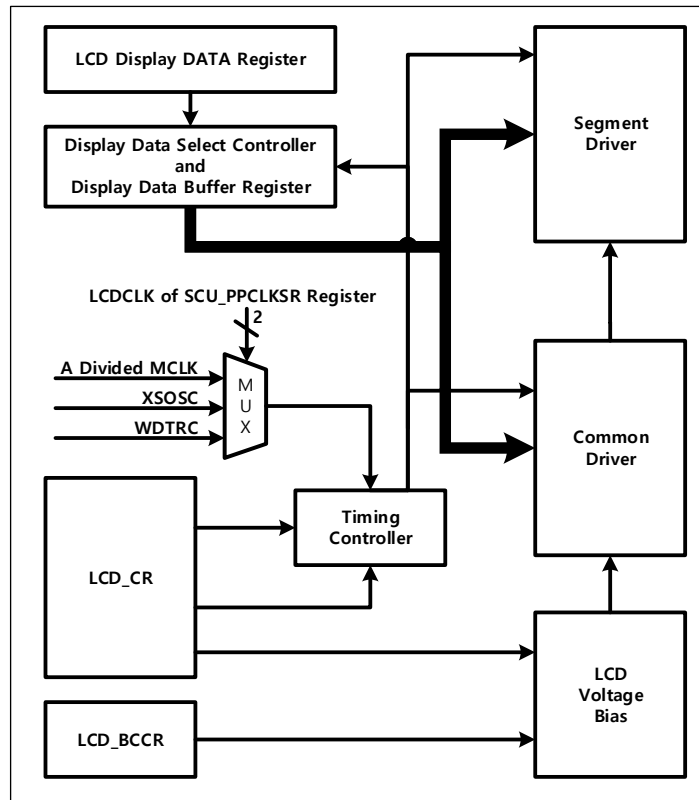 LCD Display DATA Register
Segment
Driver
Display Data Select Controller
and
Display Data Buffer Register
LCDCLK of SCU_PPCLKSR Register
2
A Divided MCLK
XSOSC
WDTRC
M
U
X
Common
Driver
Timing
Controller
LCD_CR
LCD
Voltage
Bias
LCD_BCCR